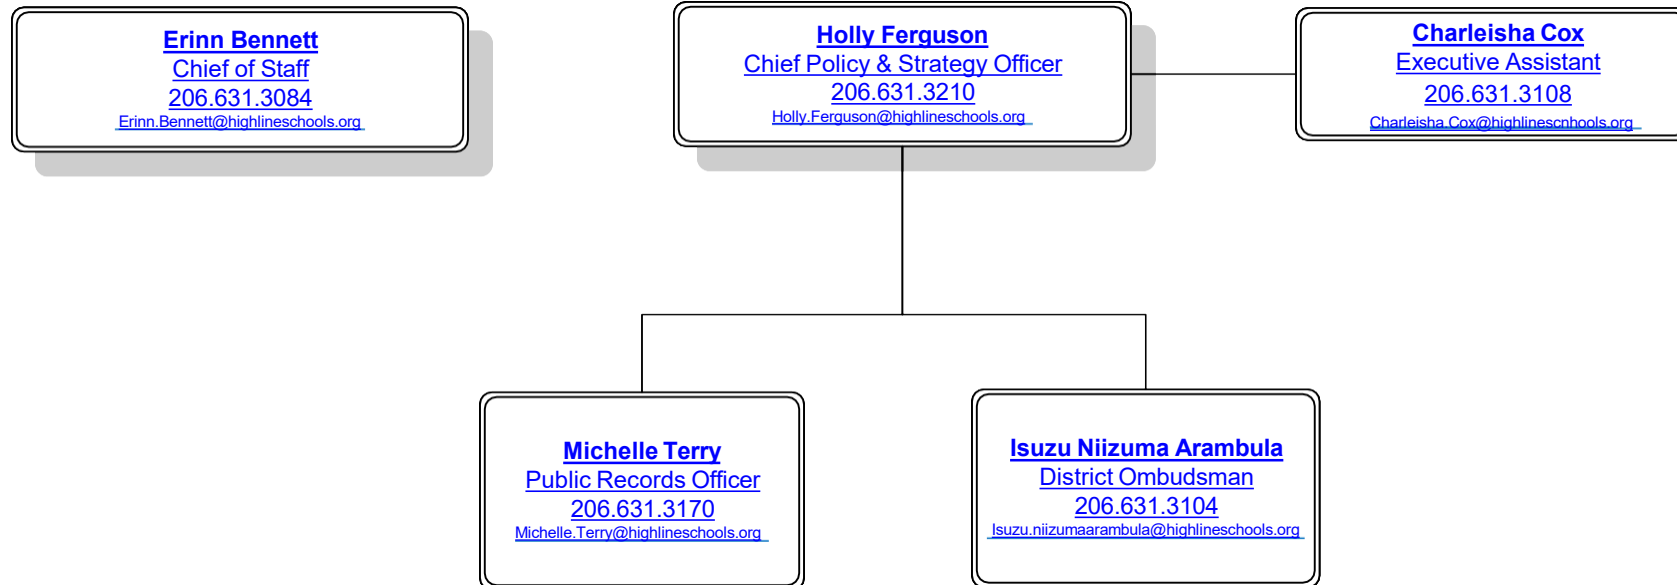 Erinn Bennett
Chief of Staff
206.631.3084
Erinn.Bennett@highlineschools.org
Holly Ferguson
Chief Policy & Strategy Officer
206.631.3210
Holly.Ferguson@highlineschools.org
Charleisha Cox
Executive Assistant
206.631.3108
Charleisha.Cox@highlinescnhools.org
Michelle Terry
Public Records Officer
206.631.3170
Michelle.Terry@highlineschools.org
Isuzu Niizuma Arambula
District Ombudsman
206.631.3104
Isuzu.niizumaarambula@highlineschools.org